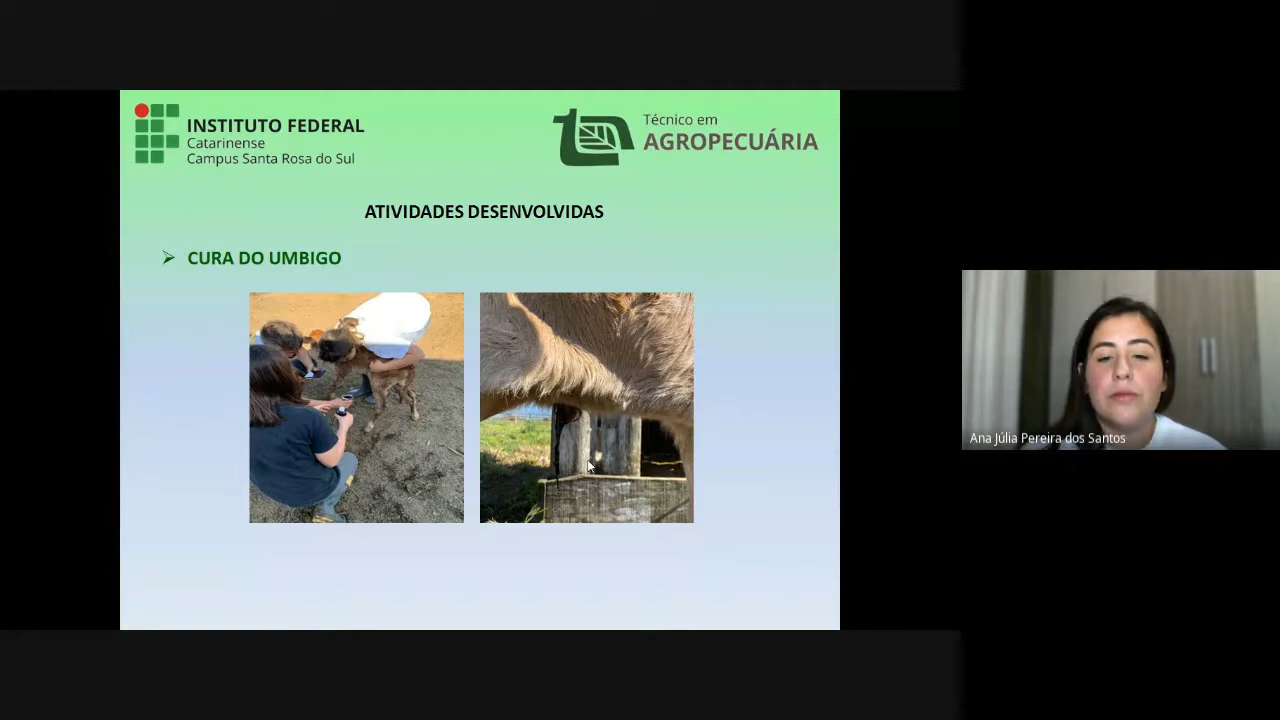 INSTITUTO FEDERAL
Catarinense
Campus Santa Rosa do Sul
Técnico em
AGROPECUÁRIA
ATIVIDADES DESENVOLVIDAS
CURA DO UMBIGO
Ana Júlia Pereira dos Santos